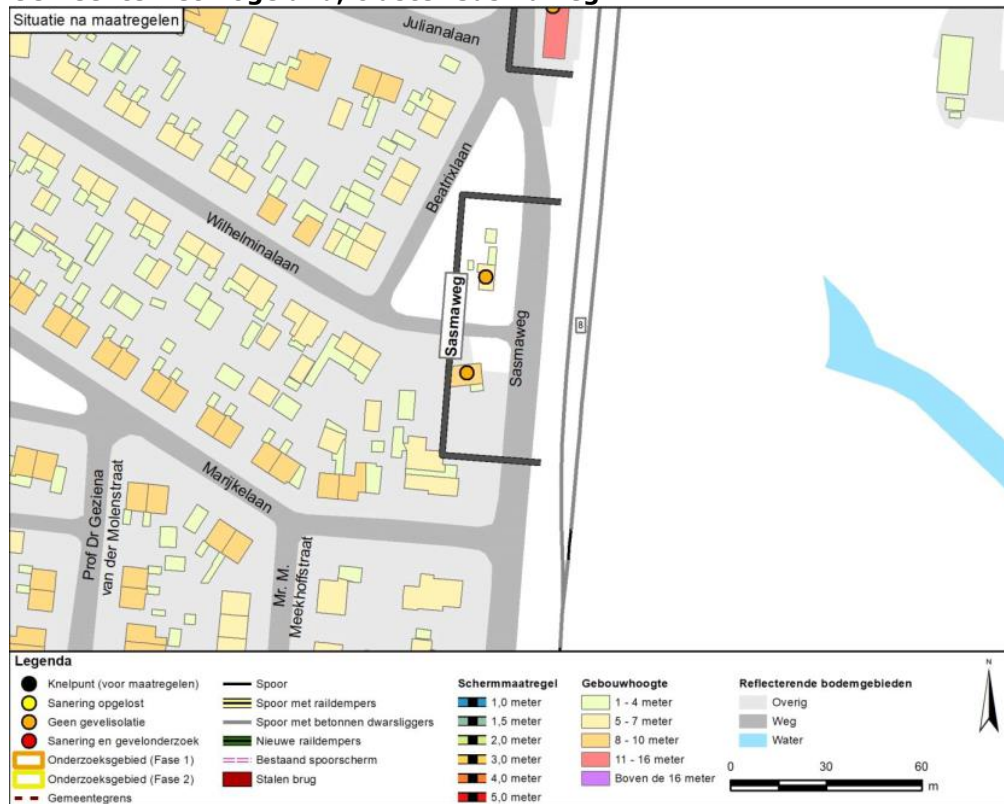 Situatie na maatregelen
Julianalaan
Beatrixlaan
Wilhelminalaan
Sasmaweg
Sasmaweg
8
Marijkelaan
Prof Dr Geziena
van der Molenstraat
Mr. M.
Meekhoffstraat
Legenda
Knelpunt (voor maatregelen)
Sanering opgelost
Geen gevelisolatie
Sanering en gevelonderzoek
Onderzoeksgebied (Fase 1)
Onderzoeksgebied (Fase 2)
Gemeentegrens
Spoor
Spoor met raildempers
Spoor met betonnen dwarsliggers
Nieuwe raildempers
Bestaand spoorscherm
Stalen brug
Schermmaatregel
1,0 meter
1,5 meter
2,0 meter
3,0 meter
4,0 meter
5,0 meter
Gebouwhoogte
1 - 4 meter
5 - 7 meter
8 - 10 meter
11 - 16 meter
Boven de 16 meter
Reflecterende bodemgebieden
Overig
Weg
Water
N
0 30 60
m